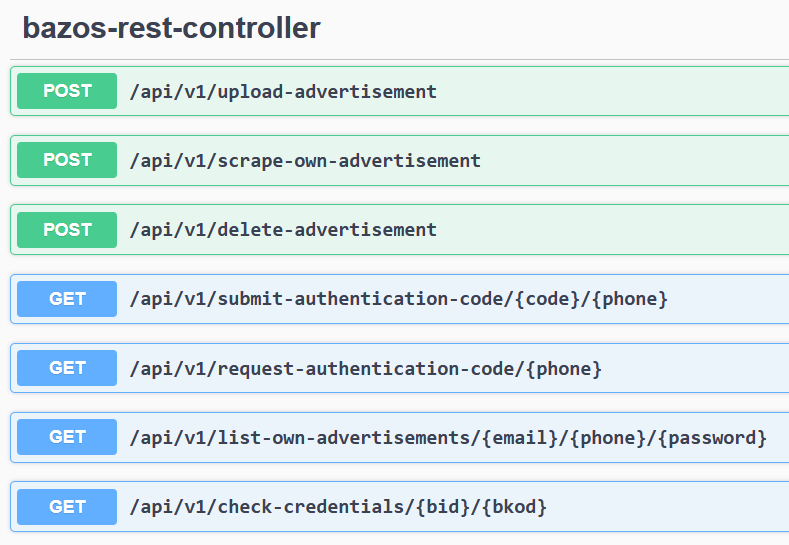 bazos-rest-controller
POST /api/v1/upload-advertisement
POST /api/v1/scrape-own-advertisement
POST /api/v1/delete-advertisement
GET /api/v1/submit-authentication-code/{code}/{phone}
GET /api/v1/request-authentication-code/{phone}
GET /api/v1/list-own-advertisements/{email}/{phone}/{password}
GET /api/v1/check-credentials/{bid}/{bkod}